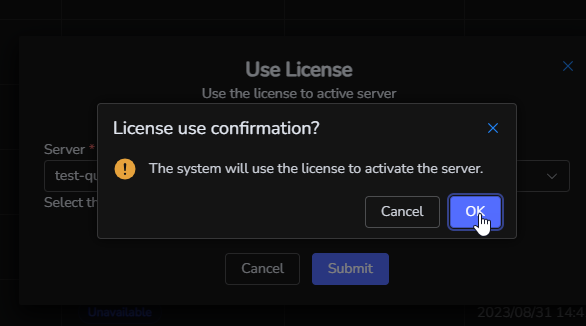 Use License
Use the license to active server
License use confirmation?
Server *
The system will use the license to activate the server.
test-qu
Select th
Cancel
OK
Cancel
Submit
Unavailable
2023/08/31 14:4